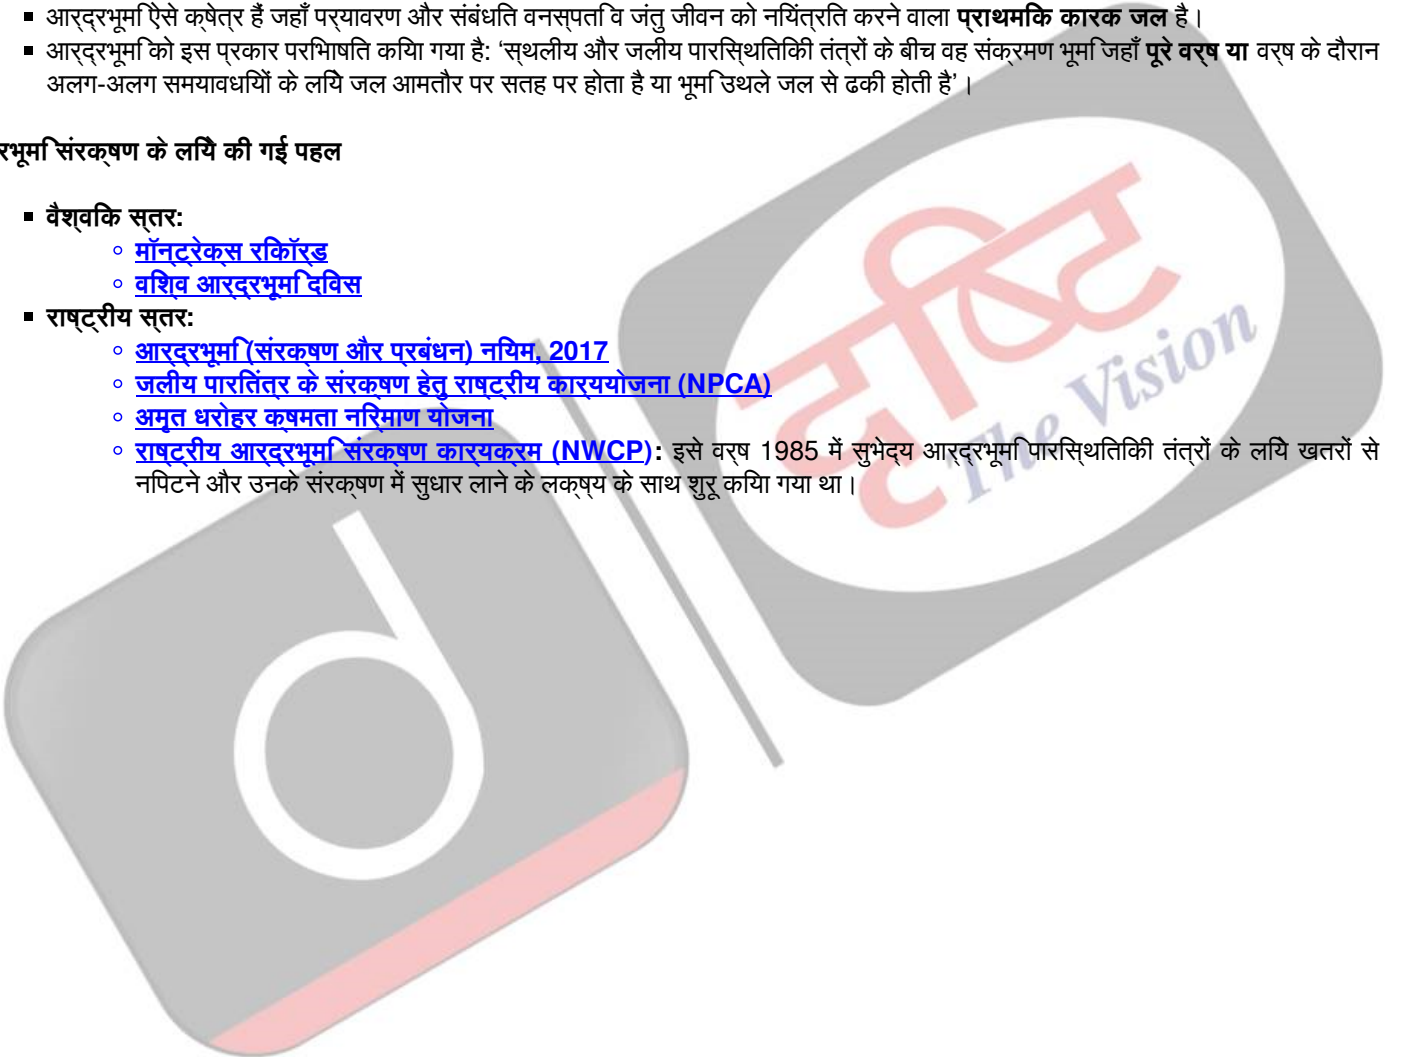 आर्द्रभूमि ऐसे क्षेत्र हैं जहाँ पर्यावरण और संबंधित वनस्पति व जंतु जीवन को नियंत्रित करने वाला प्राथमिक कारक जल है।
आर्द्रभूमि को इस प्रकार परिभाषित किया गया है: ‘स्थलीय और जलीय पारिस्थितिकी तंत्रों के बीच वह संक्रमण भूमि जहाँ पूरे वर्ष या वर्ष के दौरान
अलग-अलग समयावधियों के लिये जल आमतौर पर सतह पर होता है या भूमि उथले जल से ढकी होती है’।
रभूमि संरक्षण के लिये की गई पहल
वैश्विक स्तर:
मॉन्ट्रेक्स रिकॉर्ड
विश्व आर्द्रभूमि दिवस
राष्ट्रीय स्तर:
आर्द्रभूमि (संरक्षण और प्रबंधन) नियम, 2017
जलीय पारितंत्र के संरक्षण हेतु राष्ट्रीय कार्ययोजना (NPCA)
अमृत धरोहर क्षमता निर्माण योजना
राष्ट्रीय आर्द्रभूमि संरक्षण कार्यक्रम (NWCP): इसे वर्ष 1985 में सुभेद्य आर्द्रभूमि पारिस्थितिकी तंत्रों के लिये खतरों से
निपटने और उनके संरक्षण में सुधार लाने के लक्ष्य के साथ शुरू किया गया था।
दृष्टि
The Vision